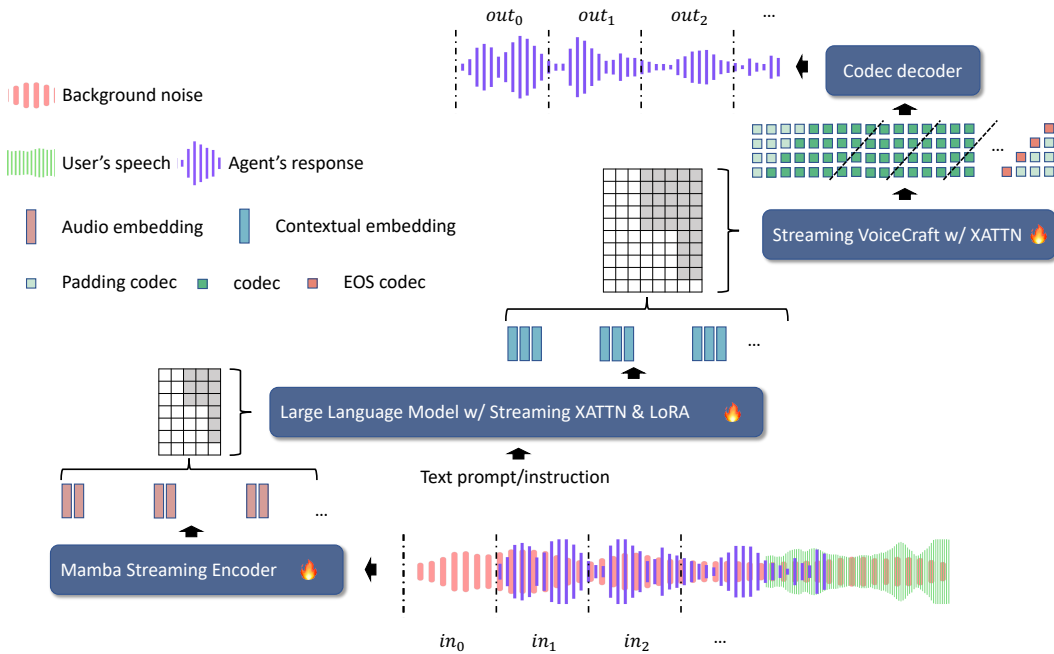 out₀ out₁ out₂ ...
Codec decoder
Background noise
User's speech Agent's response
...
Audio embedding Contextual embedding
Streaming VoiceCraft w/ XATTN
Padding codec codec EOS codec
...
Large Language Model w/ Streaming XATTN & LoRA
Text prompt/instruction
...
Mamba Streaming Encoder
in₀ in₁ in₂ ...